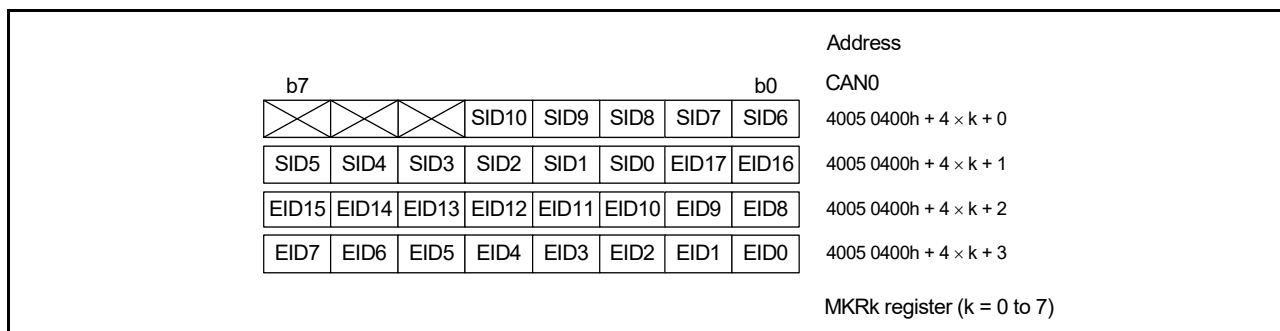 Address
b7 b0 CAN0
SID10 SID9 SID8 SID7 SID6 4005 0400h + 4 × k + 0
SID5 SID4 SID3 SID2 SID1 SID0 EID17 EID16 4005 0400h + 4 × k + 1
EID15 EID14 EID13 EID12 EID11 EID10 EID9 EID8 4005 0400h + 4 × k + 2
EID7 EID6 EID5 EID4 EID3 EID2 EID1 EID0 4005 0400h + 4 × k + 3
MKRk register (k = 0 to 7)